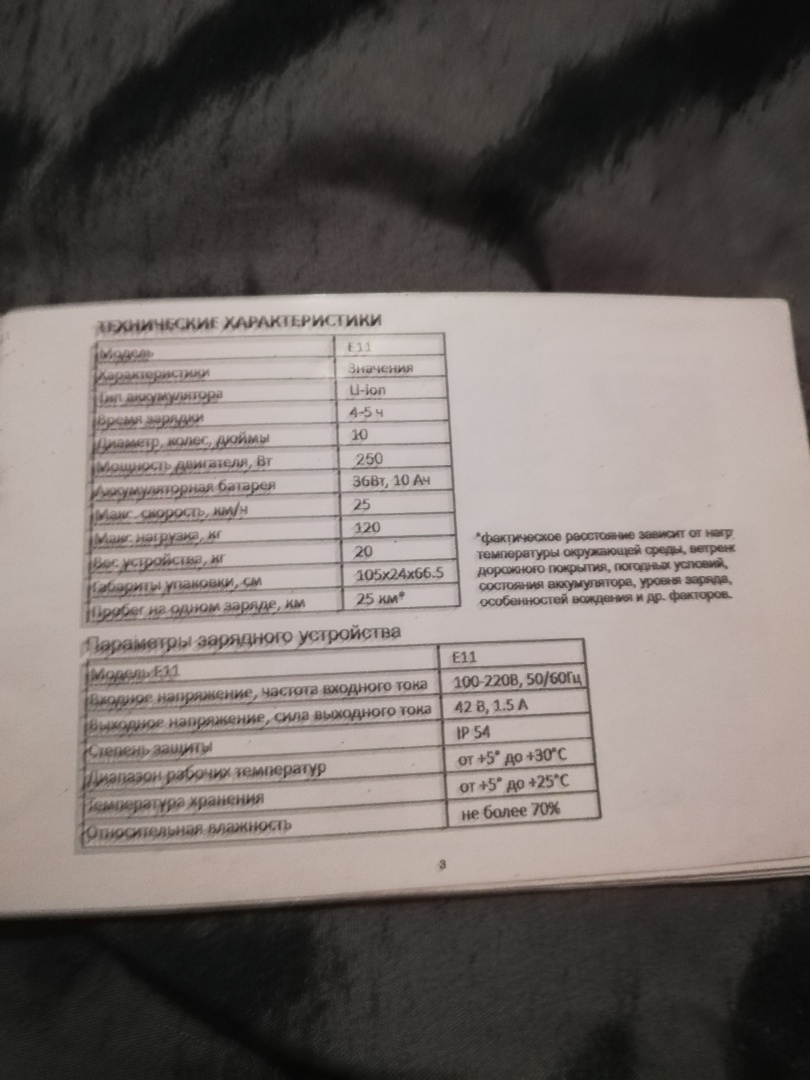 ТЕХНИЧЕСКИЕ ХАРАКТЕРИСТИКИ
Модель E11
Характеристики Значения
Тип аккумулятора Li-ion
Время зарядки 4-5 ч
Диаметр, колес, дюймы 10
Мощность двигателя, Вт 250
Аккумуляторная батарея 36Вт, 10 Ач
Макс. скорость, км/ч 25
Макс. нагрузка, кг 120
Вес устройства, кг 20
Габариты упаковки, см 105x24x66.5
Пробег на одном заряде, км 25 км*
*фактическое расстояние зависит от нагр
температуры окружающей среды, ветрен
дорожного покрытия, погодных условий,
состояния аккумулятора, уровня заряда,
особенностей вождения и др. факторов.
Параметры зарядного устройства
Модель E11 E11
Входное напряжение, частота входного тока 100-220В, 50/60Гц
Выходное напряжение, сила выходного тока 42 В, 1.5 А
Степень защиты IP 54
Диапазон рабочих температур от +5° до +30°C
Температура хранения от +5° до +25°C
Относительная влажность не более 70%
3